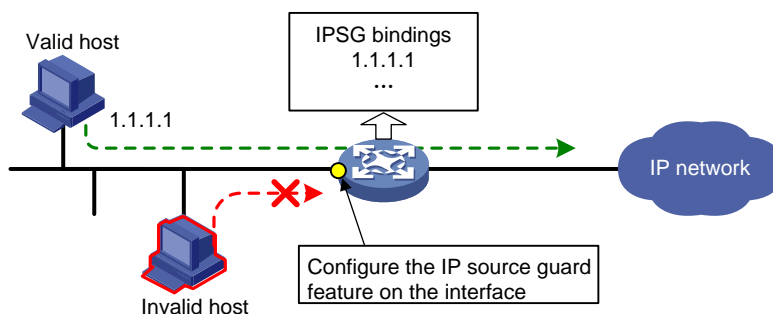 IPSG bindings
1.1.1.1
...
Valid host
1.1.1.1
IP network
Configure the IP source guard
feature on the interface
Invalid host